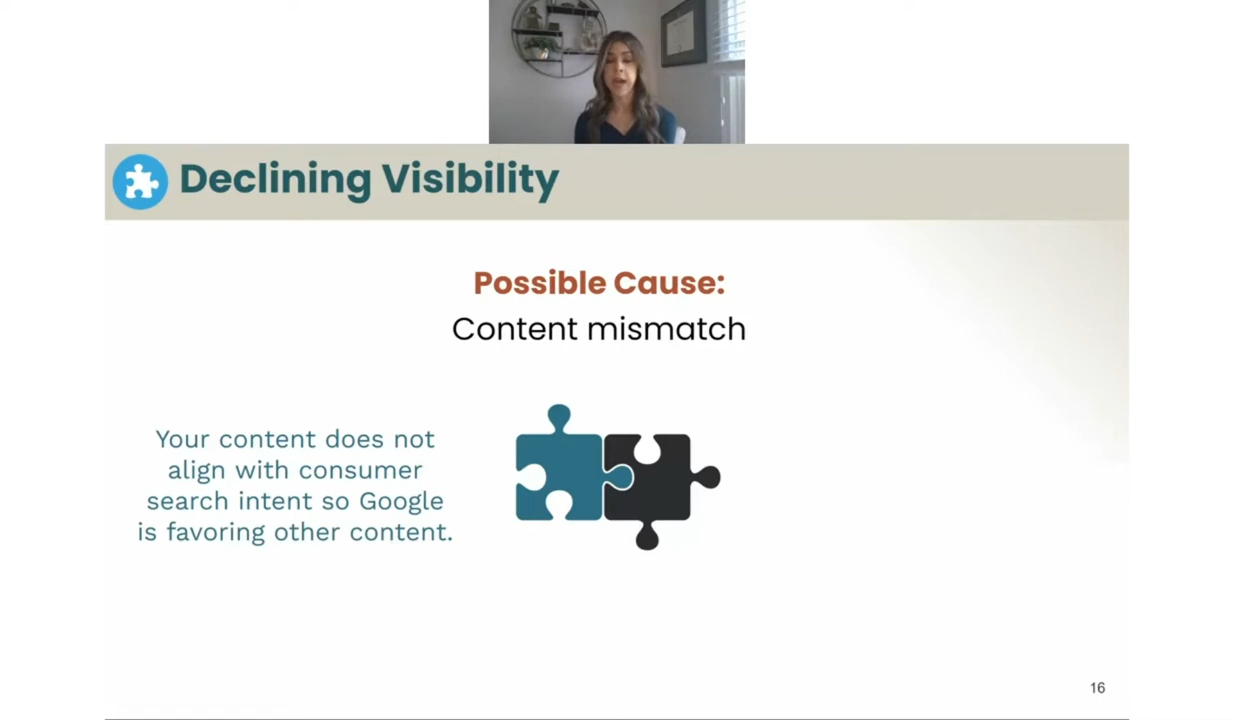 Declining Visibility
Possible Cause:
Content mismatch
Your content does not
align with consumer
search intent so Google
is favoring other content.
16